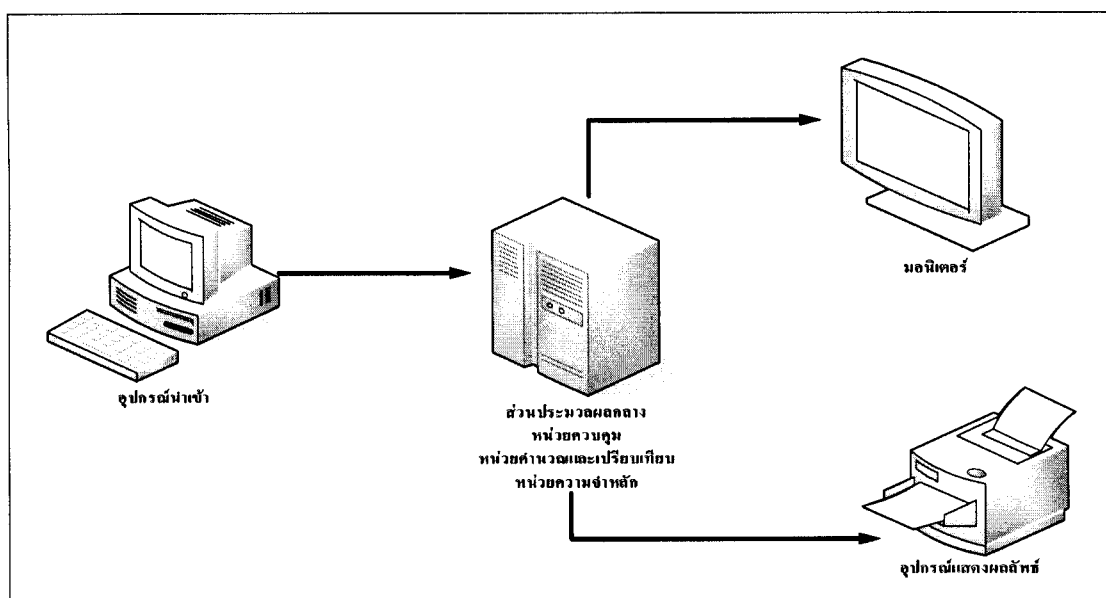 อุปกรณ์นำเข้า
ส่วนประมวลผลกลาง
หน่วยควบคุม
หน่วยคำนวณและเปรียบเทียบ
หน่วยความจำหลัก
มอนิเตอร์
อุปกรณ์แสดงผลลัพธ์